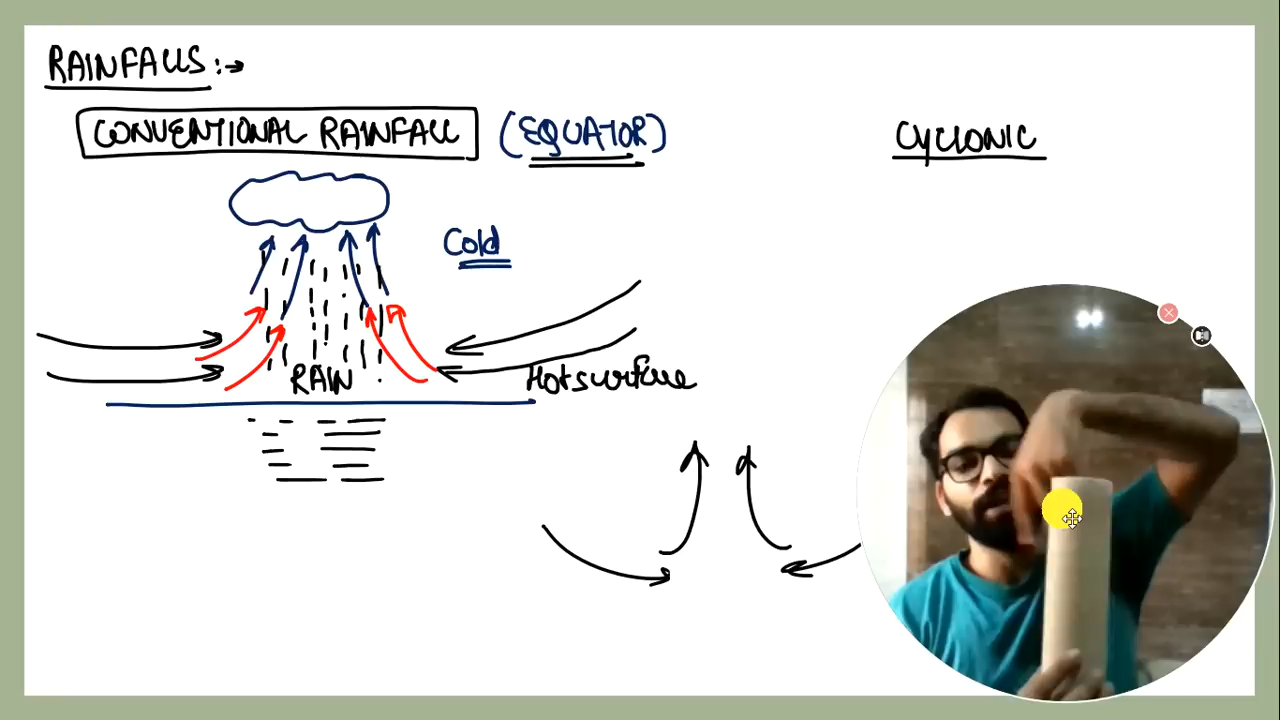 RAINFALLS :→
CONVENTIONAL RAINFALL (EQUATOR)
CYCLONIC
Cold
RAIN
Hot surface